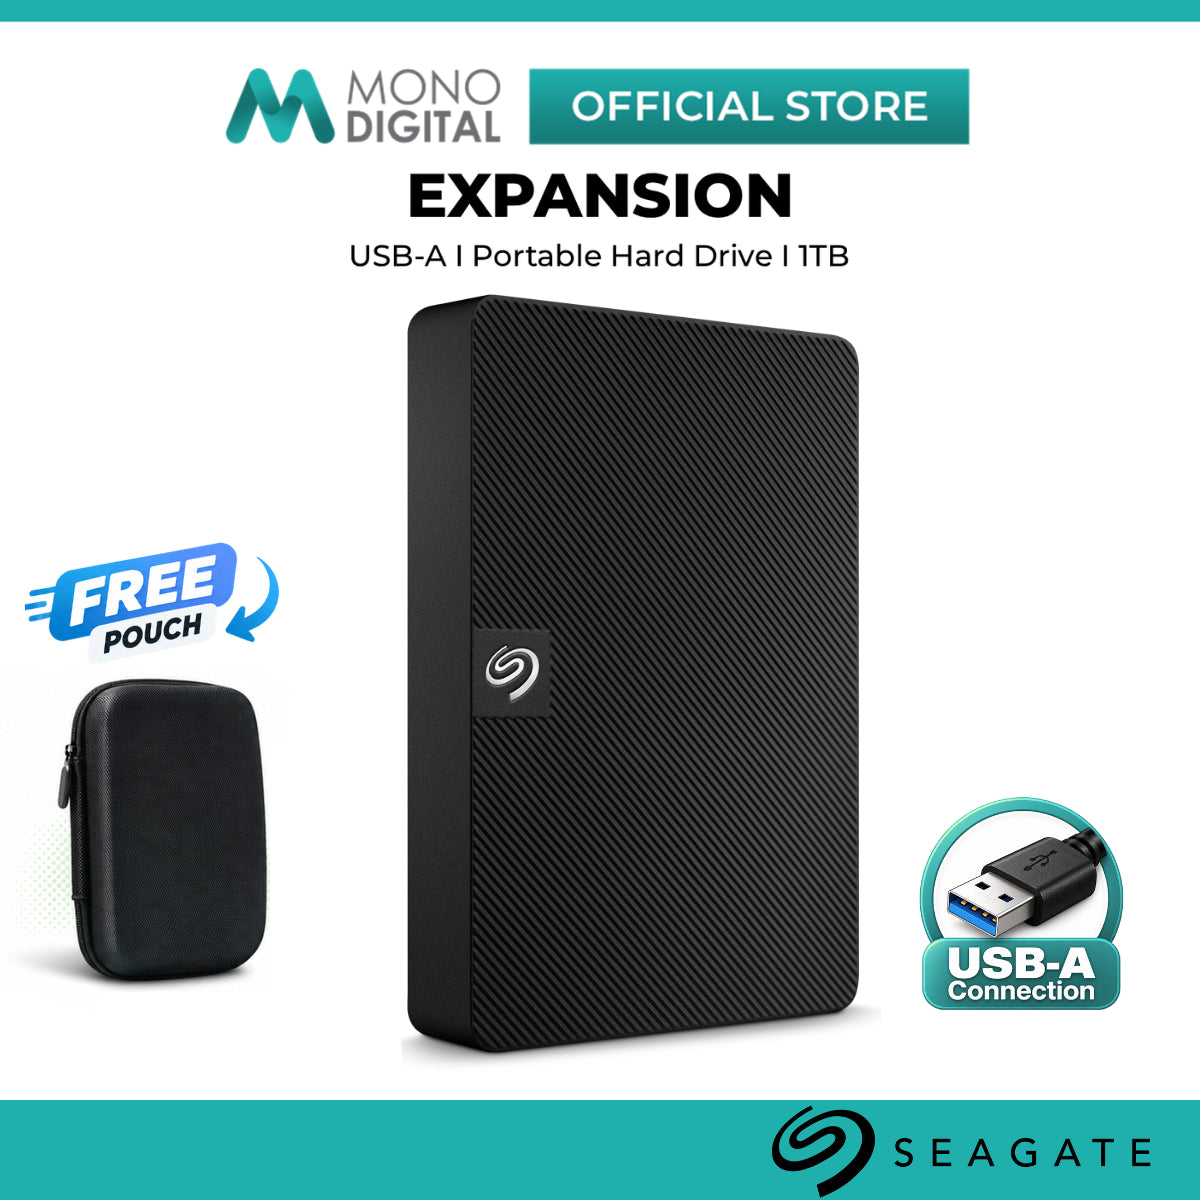 MONO
DIGITAL
OFFICIAL STORE
EXPANSION
USB-A I Portable Hard Drive I 1TB
FREE
POUCH
USB-A
Connection
SEAGATE